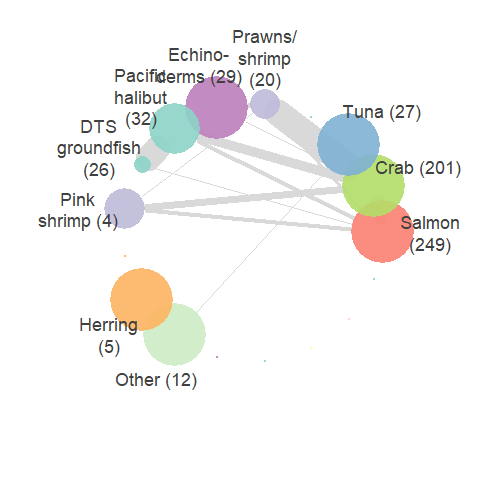 Prawns/
shrimp
(20)
Echino-
derms (29)
Pacific
halibut
(32)
Tuna (27)
DTS
groundfish
(26)
Crab (201)
Pink
shrimp (4)
Salmon
(249)
Herring
(5)
Other (12)